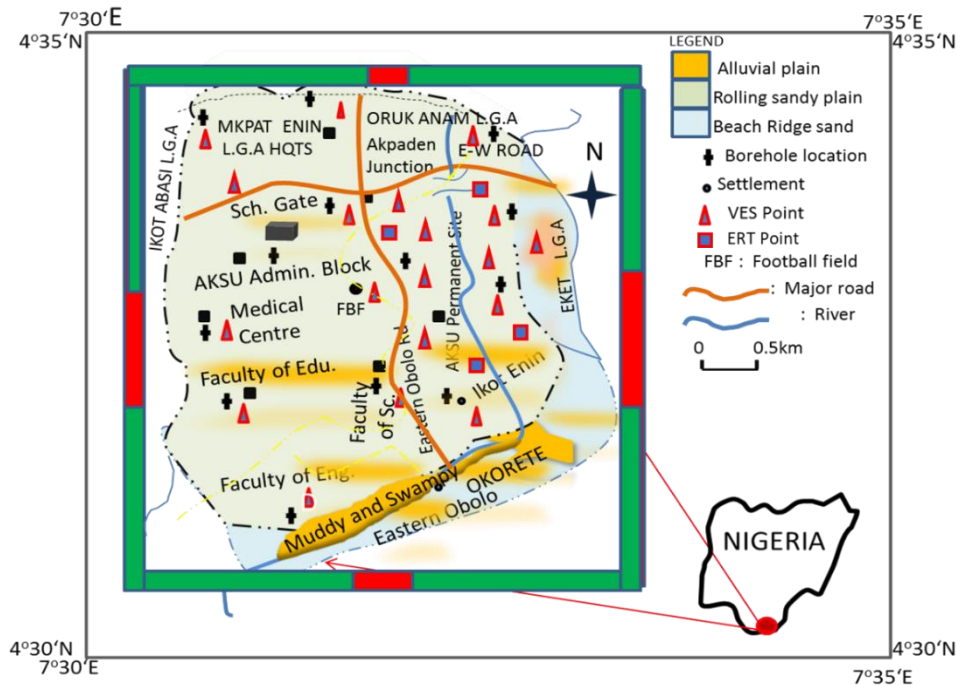 7°30'E
7°35'E
4°35'N
4°35'N
LEGEND
Alluvial plain
Rolling sandy plain
Beach Ridge sand
Borehole location
Settlement
VES Point
ERT Point
FBF : Football field
: Major road
: River
0 0.5km
N
IKOT ABASI L.G.A
MKPAT ENIN
L.G.A HQTS
ORUK ANAM L.G.A
Akpaden
Junction
E-W ROAD
Sch. Gate
AKSU Permanent Site
EKET L.G.A
AKSU Admin. Block
FBF
Medical
Centre
Faculty of Edu.
Faculty
of Sc.
Eastern Obolo Rd
Ikot Enin
Faculty of Eng.
D
Muddy and Swampy
OKORETE
Eastern Obolo
NIGERIA
4°30'N
4°30'N
7°30'E
7°35'E